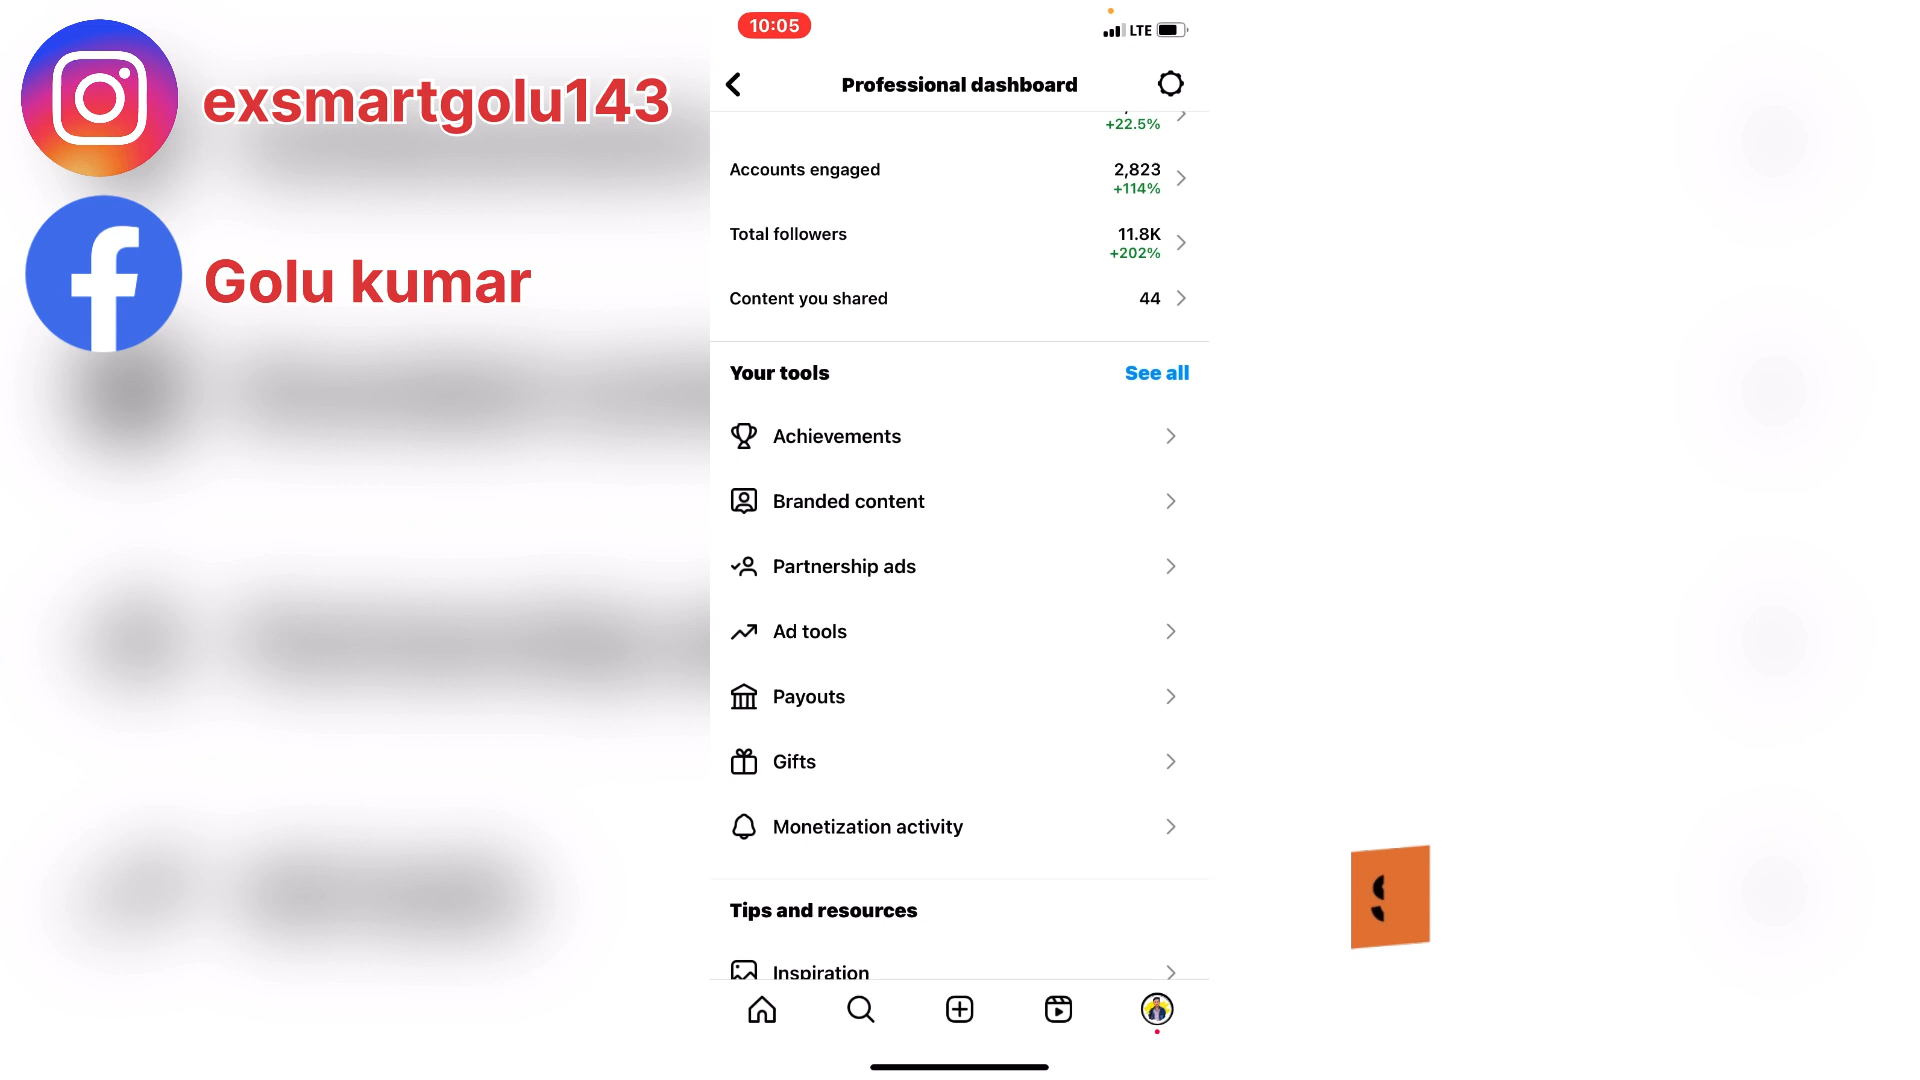 exsmartgolu143
Golu kumar
10:05
LTE
Professional dashboard
+22.5%
Accounts engaged
2,823
+114%
Total followers
11.8K
+202%
Content you shared
44
Your tools
See all
Achievements
Branded content
Partnership ads
Ad tools
Payouts
Gifts
Monetization activity
Tips and resources
Inspiration